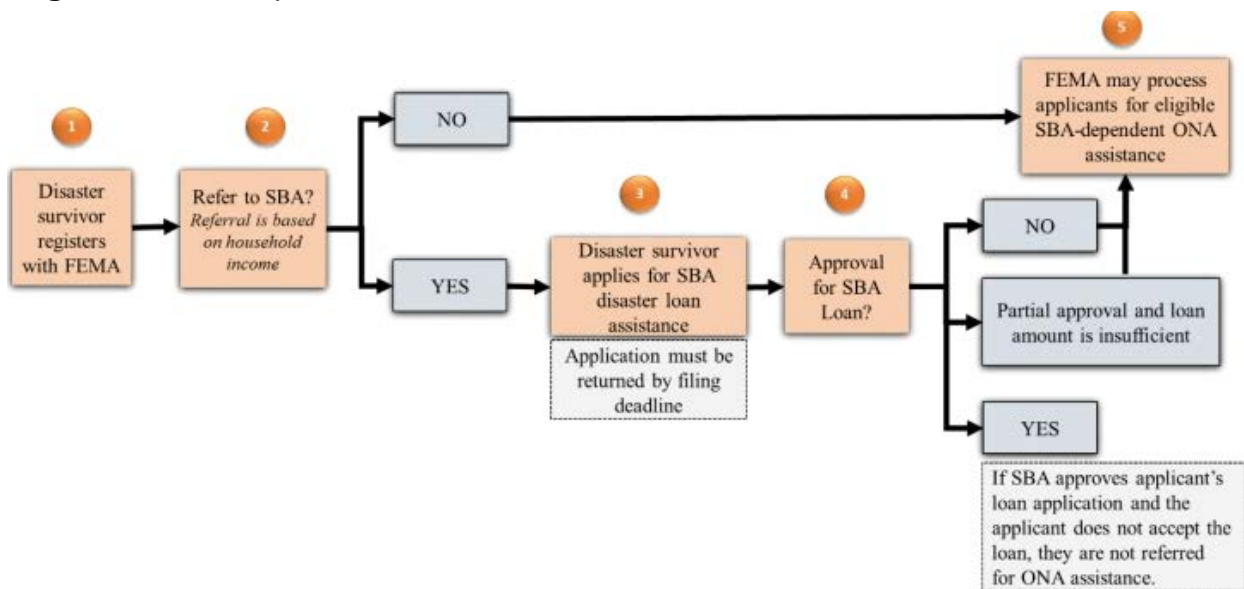 1
Disaster
survivor
registers
with FEMA
2
Refer to SBA?
Referral is based
on household
income
NO
YES
3
Disaster survivor
applies for SBA
disaster loan
assistance
Application must be
returned by filing
deadline
4
Approval
for SBA
Loan?
5
FEMA may process
applicants for eligible
SBA-dependent ONA
assistance
NO
Partial approval and loan
amount is insufficient
YES
If SBA approves applicant's
loan application and the
applicant does not accept the
loan, they are not referred
for ONA assistance.